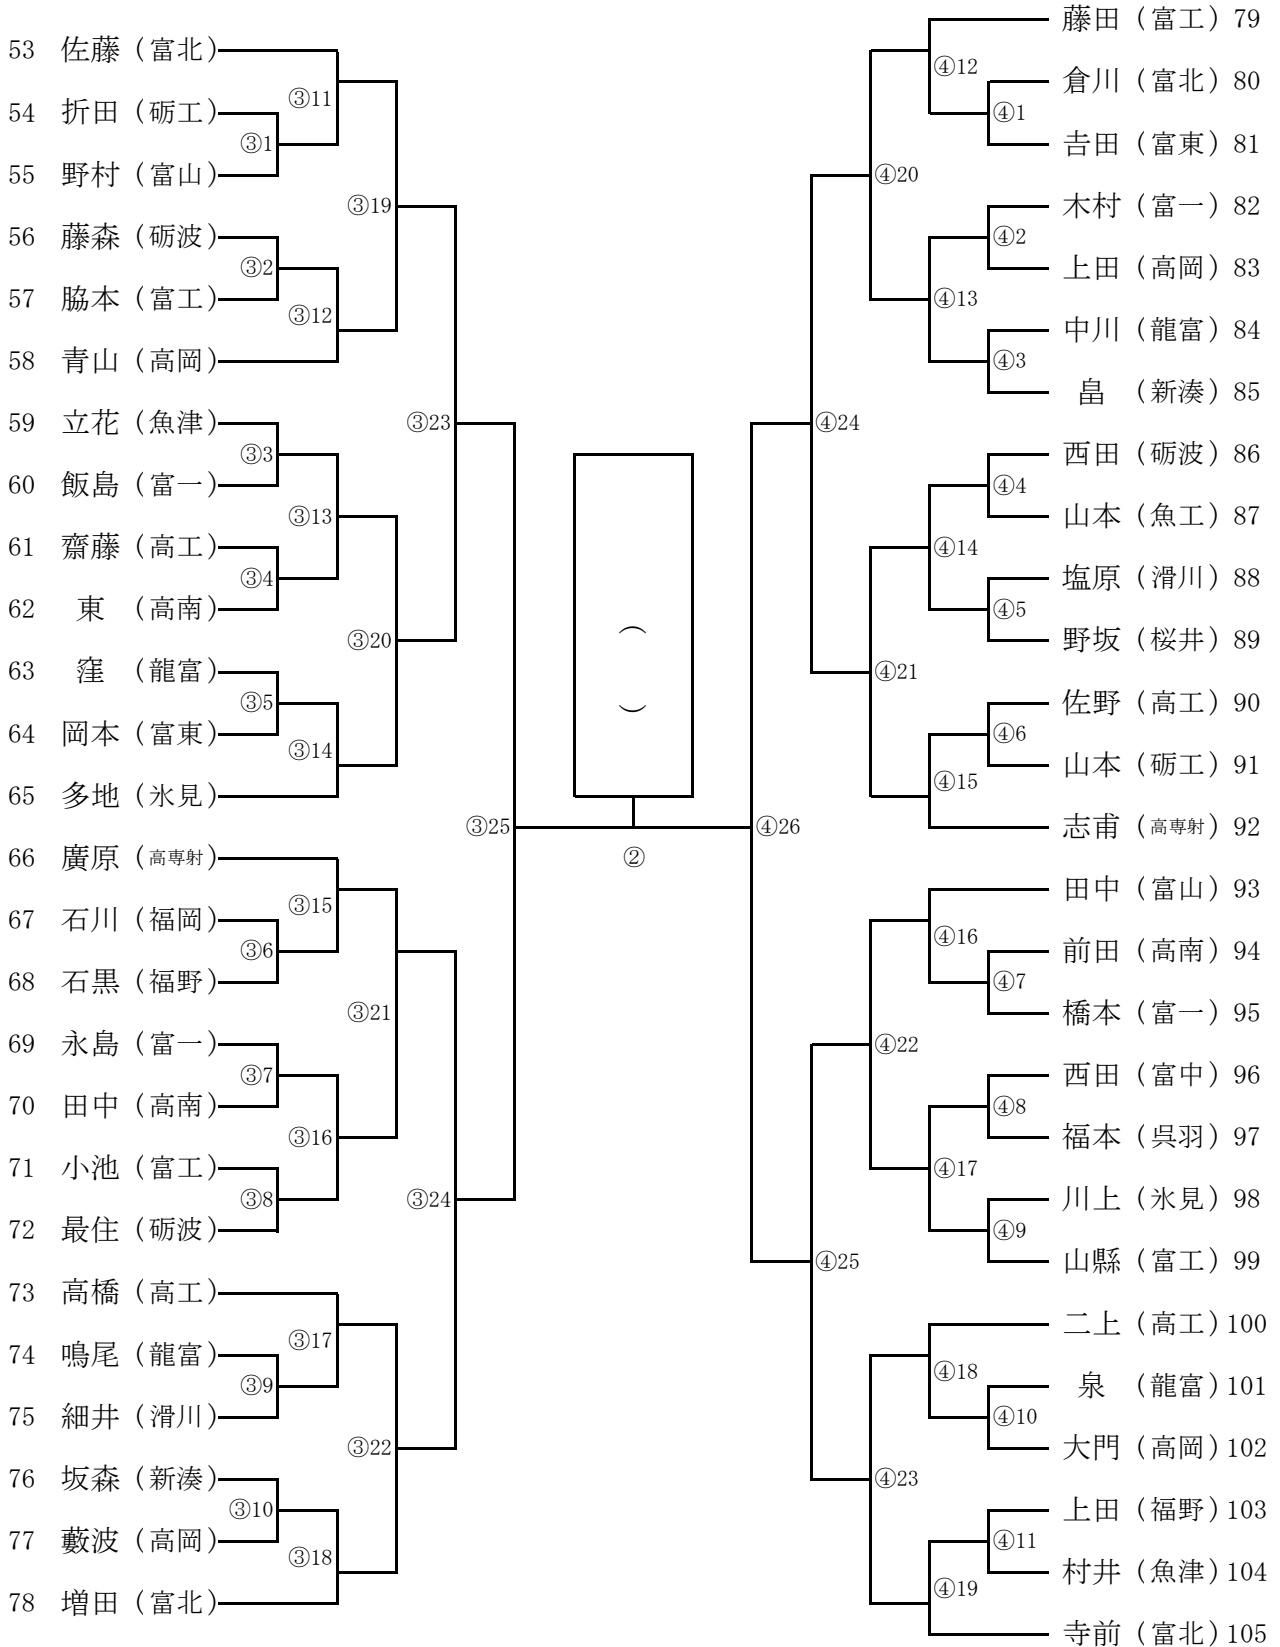 53 佐藤（富北）
54 折田（砺工）
55 野村（富山）
56 藤森（砺波）
57 脇本（富工）
58 青山（高岡）
59 立花（魚津）
60 飯島（富一）
61 齋藤（高工）
62 東 （高南）
63 窪 （龍富）
64 岡本（富東）
65 多地（氷見）
66 廣原（高専射）
67 石川（福岡）
68 石黒（福野）
69 永島（富一）
70 田中（高南）
71 小池（富工）
72 最住（砺波）
73 高橋（高工）
74 鳴尾（龍富）
75 細井（滑川）
76 坂森（新湊）
77 藪波（高岡）
78 増田（富北）
③1
③2
③3
③4
③5
③6
③7
③8
③9
③10
③11
③12
③13
③14
③15
③16
③17
③18
③19
③20
③21
③22
③23
③24
③25
（ ）
②
④26
④24
④25
④20
④21
④22
④23
④12
④13
④14
④15
④16
④17
④18
④19
④1
④2
④3
④4
④5
④6
④7
④8
④9
④10
④11
藤田（富工）79
倉川（富北）80
吉田（富東）81
木村（富一）82
上田（高岡）83
中川（龍富）84
畠 （新湊）85
西田（砺波）86
山本（魚工）87
塩原（滑川）88
野坂（桜井）89
佐野（高工）90
山本（砺工）91
志甫（高専射）92
田中（富山）93
前田（高南）94
橋本（富一）95
西田（富中）96
福本（呉羽）97
川上（氷見）98
山縣（富工）99
二上（高工）100
泉 （龍富）101
大門（高岡）102
上田（福野）103
村井（魚津）104
寺前（富北）105